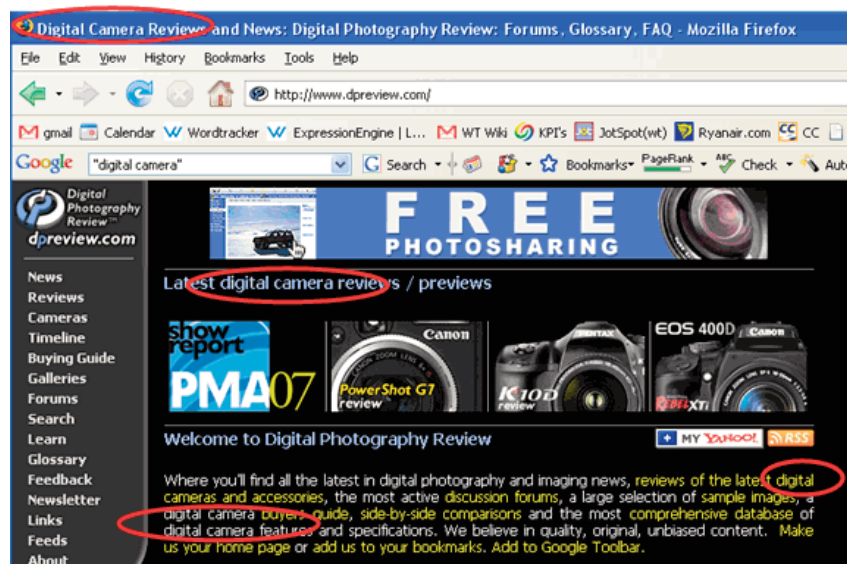 Digital Camera Reviews and News: Digital Photography Review: Forums, Glossary, FAQ - Mozilla Firefox
File Edit View History Bookmarks Tools Help
http://www.dpreview.com/
gmail Calendar Wordtracker ExpressionEngine | L... WT Wiki KPI's JotSpot(wt) Ryanair.com CC
Google "digital camera" Search Bookmarks PageRank Check Aut
Digital
Photography
Review™
dpreview.com
FREE
PHOTOSHARING
News
Reviews
Cameras
Timeline
Buying Guide
Galleries
Forums
Search
Learn
Glossary
Feedback
Newsletter
Links
Feeds
About
Latest digital camera reviews / previews
show
report
PMA07
Canon
CANON ZOOM LENS
PowerShot G7
review
PENTAX
K10D
review
EOS 400D
Canon
REBEL XTi
Welcome to Digital Photography Review
+ MY YAHOO!
RSS
Where you'll find all the latest in digital photography and imaging news, reviews of the latest digital
cameras and accessories, the most active discussion forums, a large selection of sample images, a
digital camera buyers guide, side-by-side comparisons and the most comprehensive database of
digital camera features and specifications. We believe in quality, original, unbiased content. Make
us your home page or add us to your bookmarks. Add to Google Toolbar.